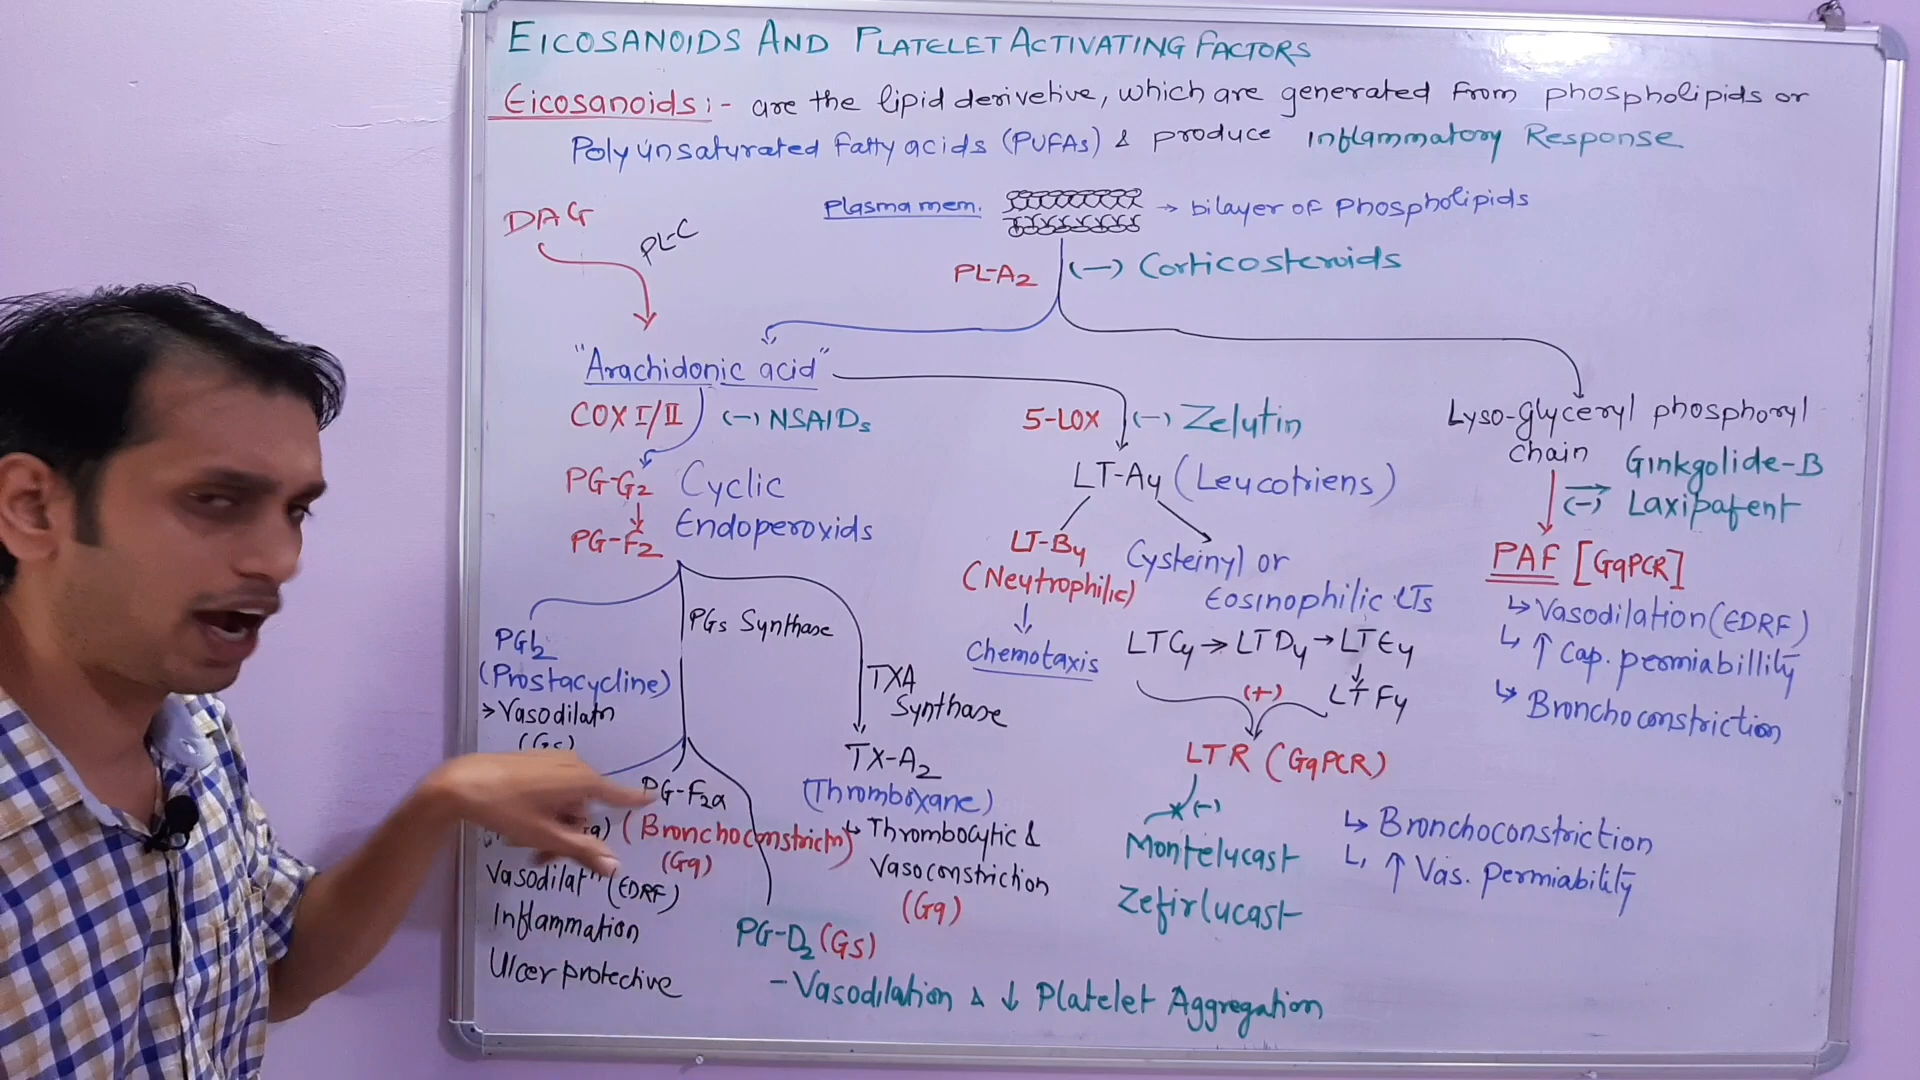 EICOSANOIDS AND PLATELET ACTIVATING FACTORS
Eicosanoids:- are the lipid derivetive, which are generated from phospholipids or
Polyunsaturated fatty acids (PUFAs) & produce Inflammatory Response
Plasma mem. → bilayer of Phospholipids
DAG
PL-C
PL-A2 (-) Corticosteroids
"Arachidonic acid"
COX I/II (-) NSAIDs
PG-G2 Cyclic
Endoperoxids
PG-F2
PGs Synthase
PGI2
(Prostacycline)
→ Vasodilatn
(Gs)
TXA
Synthase
TX-A2
(Thromboxane)
↳ Thrombocytic &
Vasoconstriction
(Gq)
PG-F2α
(Bronchoconstrictn)
(Gq)
Vasodilatn (EDRF)
Inflammation
Ulcer protective
PG-D2 (Gs)
- Vasodilation & ↓ Platelet Aggregation
5-LOX (-) Zelutin
LT-A4 (Leucotriens)
LT-B4
(Neutrophilic)
↓
Chemotaxis
Cysteinyl or
Eosinophilic LTs
LTC4 → LTD4 → LTE4
↓
LTF4
(+)
LTR (GqPCR)
(-)
Montelucast
Zefirlucast
↳ Bronchoconstriction
↳ ↑ Vas. permiability
Lyso-glyceryl phosphoryl
chain
Ginkgolide-B
(-) Laxipafent
PAF [GqPCR]
↳ Vasodilation (EDRF)
↳ ↑ Cap. permiabillity
↳ Bronchoconstriction